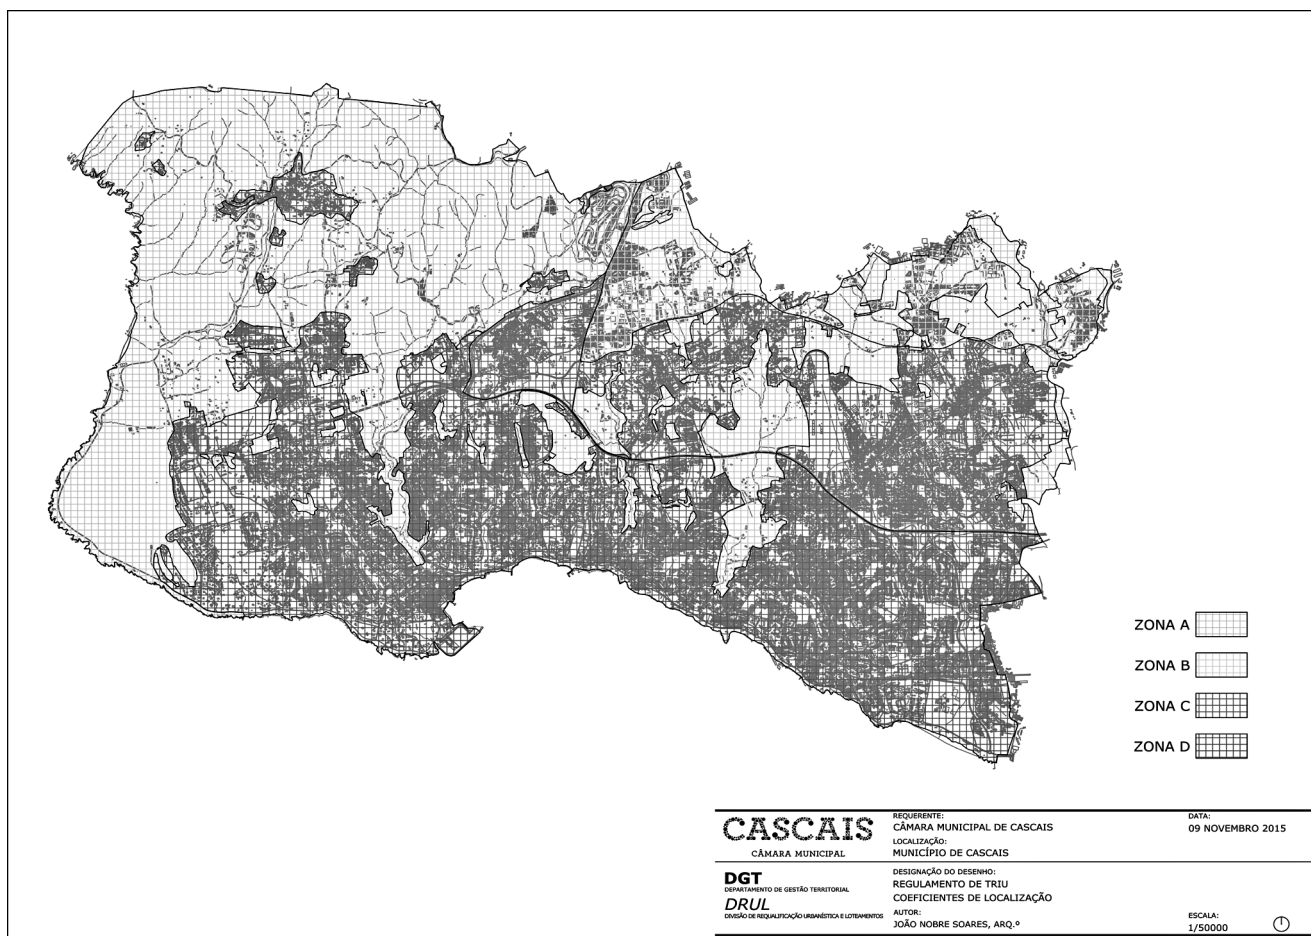 ZONA A
ZONA B
ZONA C
ZONA D
CASCAIS
CÂMARA MUNICIPAL
REQUERENTE:
CÂMARA MUNICIPAL DE CASCAIS
LOCALIZAÇÃO:
MUNICÍPIO DE CASCAIS
DATA:
09 NOVEMBRO 2015
DGT
DEPARTAMENTO DE GESTÃO TERRITORIAL
DRUL
DIVISÃO DE REQUALIFICAÇÃO URBANÍSTICA E LOTEAMENTOS
DESIGNAÇÃO DO DESENHO:
REGULAMENTO DE TRIU
COEFICIENTES DE LOCALIZAÇÃO
AUTOR:
JOÃO NOBRE SOARES, ARQ.º
ESCALA:
1/50000